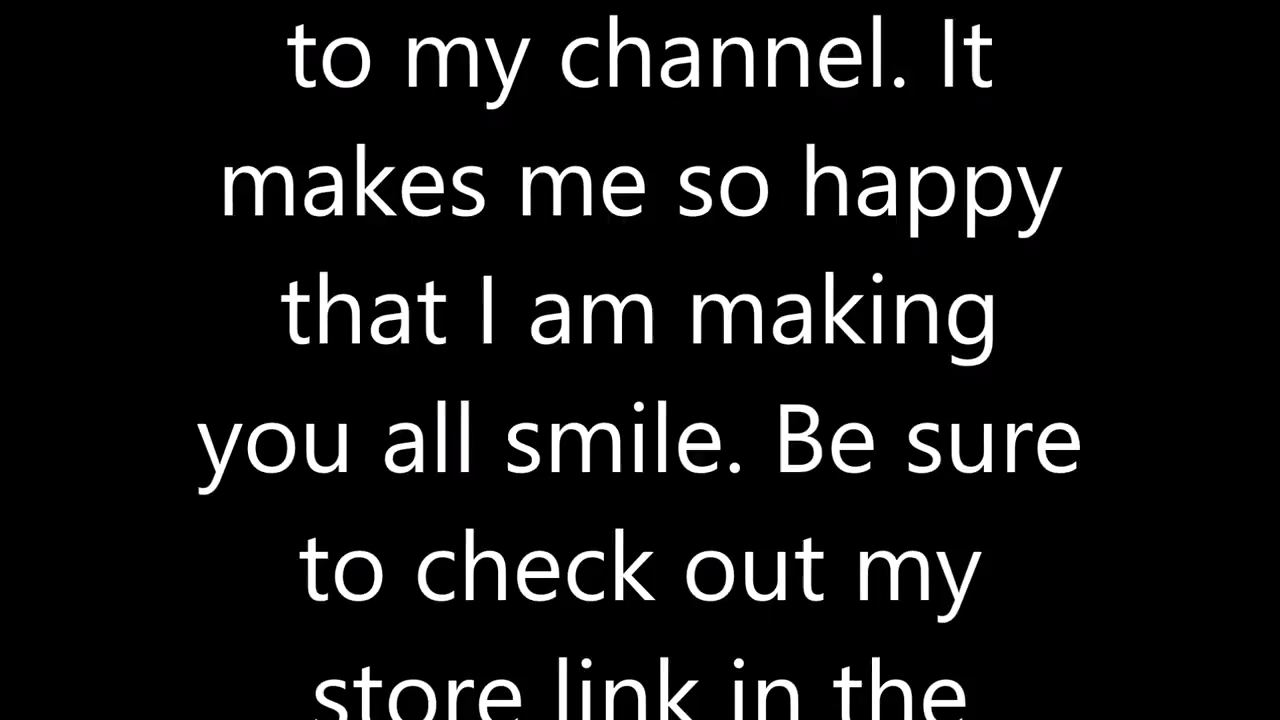 to my channel. It
makes me so happy
that I am making
you all smile. Be sure
to check out my
store link in the